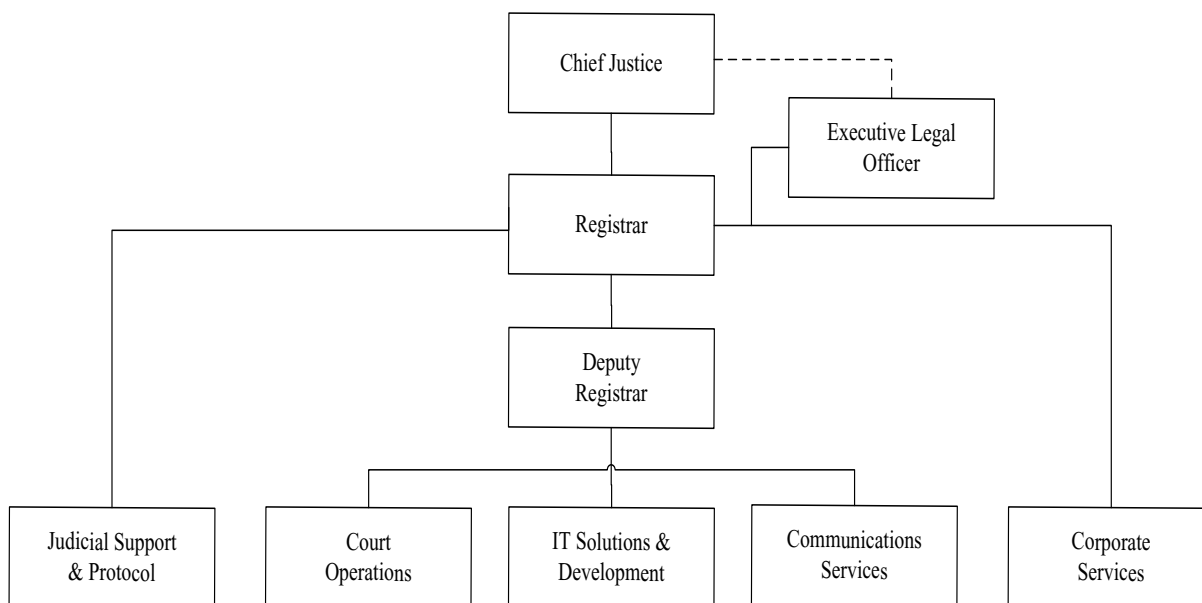 Chief Justice
Executive Legal
Officer
Registrar
Deputy
Registrar
Judicial Support
& Protocol
Court
Operations
IT Solutions &
Development
Communications
Services
Corporate
Services